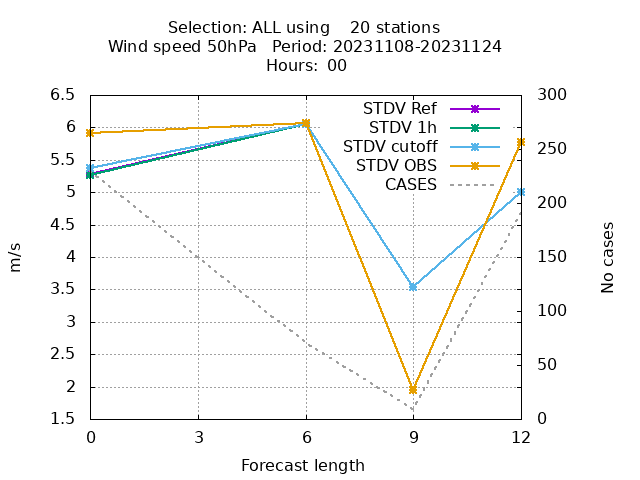 Selection: ALL using    20 stations
Wind speed 50hPa   Period: 20231108-20231124
Hours: 00
6.5
6
5.5
5
4.5
4
3.5
3
2.5
2
1.5
m/s
STDV Ref
STDV 1h
STDV cutoff
STDV OBS
CASES
300
250
200
150
100
50
0
No cases
0 3 6 9 12
Forecast length